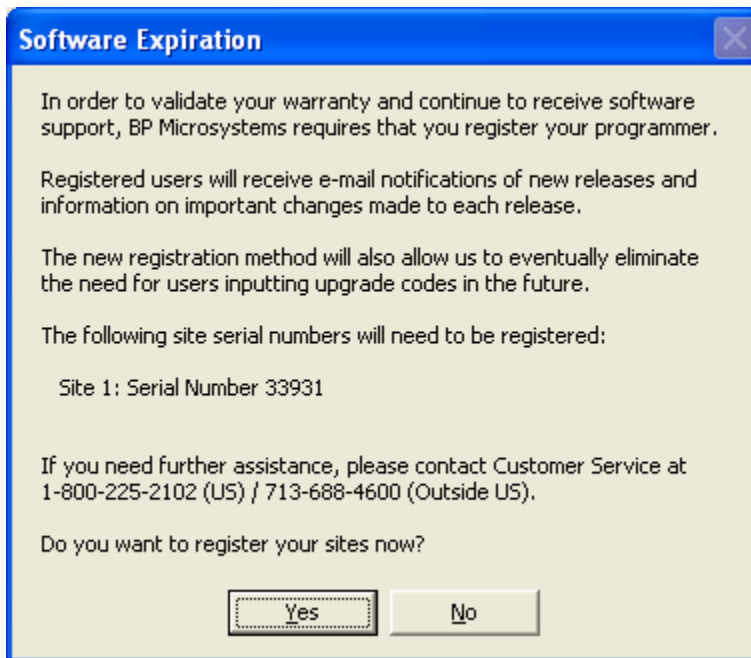 Software Expiration
In order to validate your warranty and continue to receive software
support, BP Microsystems requires that you register your programmer.
Registered users will receive e-mail notifications of new releases and
information on important changes made to each release.
The new registration method will also allow us to eventually eliminate
the need for users inputting upgrade codes in the future.
The following site serial numbers will need to be registered:
Site 1: Serial Number 33931
If you need further assistance, please contact Customer Service at
1-800-225-2102 (US) / 713-688-4600 (Outside US).
Do you want to register your sites now?
Yes No